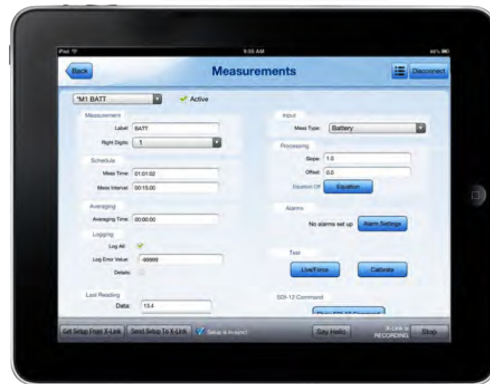 iPad 9:55 AM
Back Measurements Disconnect
*M1 BATT Active
Measurement
Label: BATT
Right Digits: 1
Schedule
Meas Time: 01:01:02
Meas Interval: 00:15:00
Averaging
Averaging Time: 00:00:00
Logging
Log All:
Log Error Value: -99999
Details:
Last Reading
Data: 13.4
Input
Meas Type: Battery
Processing
Slope: 1.0
Offset: 0.0
Equation Off Equation
Alarms
No alarms set up Alarm Settings
Test
Live/Force Calibrate
SDI-12 Command
Get Setup From X-Link Send Setup To X-Link Setup is in-sync! Say Hello X-Link is RECORDING Stop